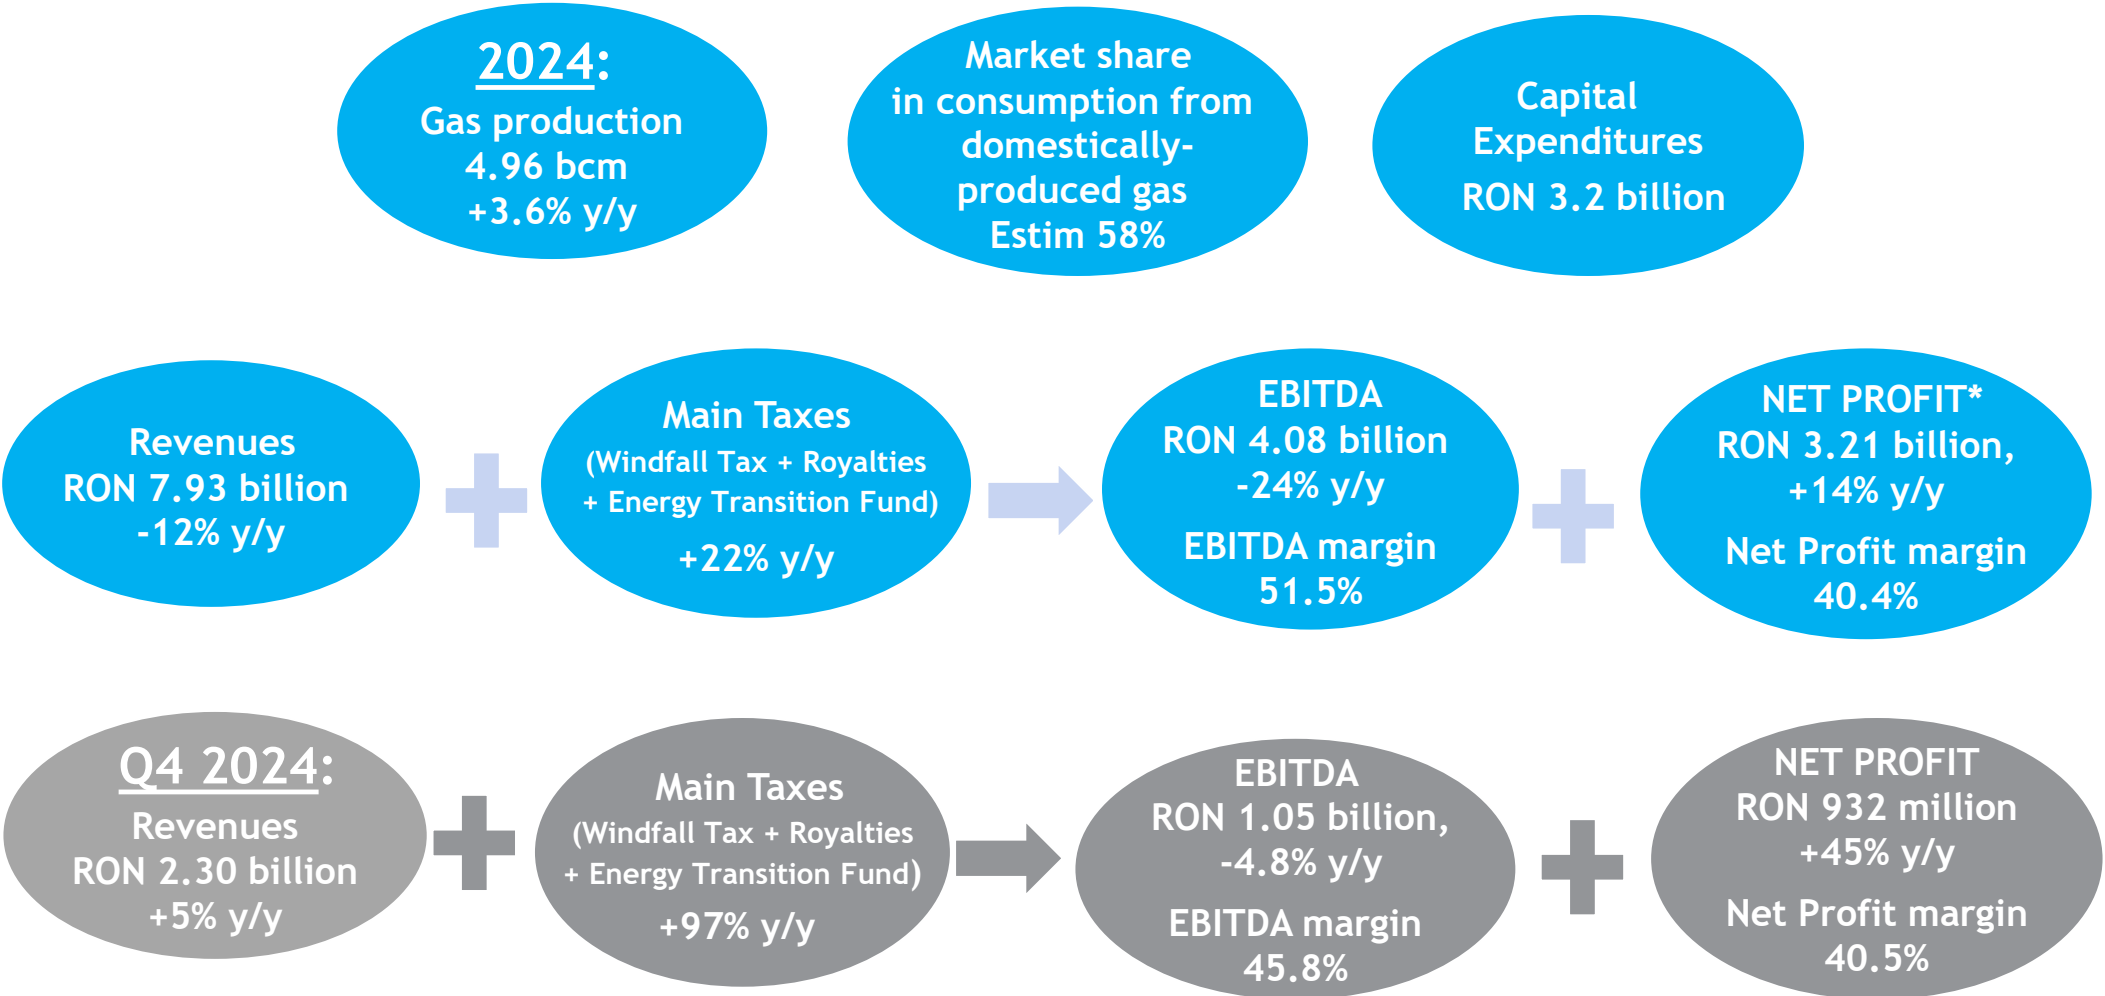 2024:
Gas production
4.96 bcm
+3.6% y/y
Market share
in consumption from
domestically-
produced gas
Estim 58%
Capital
Expenditures
RON 3.2 billion
Revenues
RON 7.93 billion
-12% y/y
Main Taxes
(Windfall Tax + Royalties
+ Energy Transition Fund)
+22% y/y
EBITDA
RON 4.08 billion
-24% y/y
EBITDA margin
51.5%
NET PROFIT*
RON 3.21 billion,
+14% y/y
Net Profit margin
40.4%
Q4 2024:
Revenues
RON 2.30 billion
+5% y/y
Main Taxes
(Windfall Tax + Royalties
+ Energy Transition Fund)
+97% y/y
EBITDA
RON 1.05 billion,
-4.8% y/y
EBITDA margin
45.8%
NET PROFIT
RON 932 million
+45% y/y
Net Profit margin
40.5%